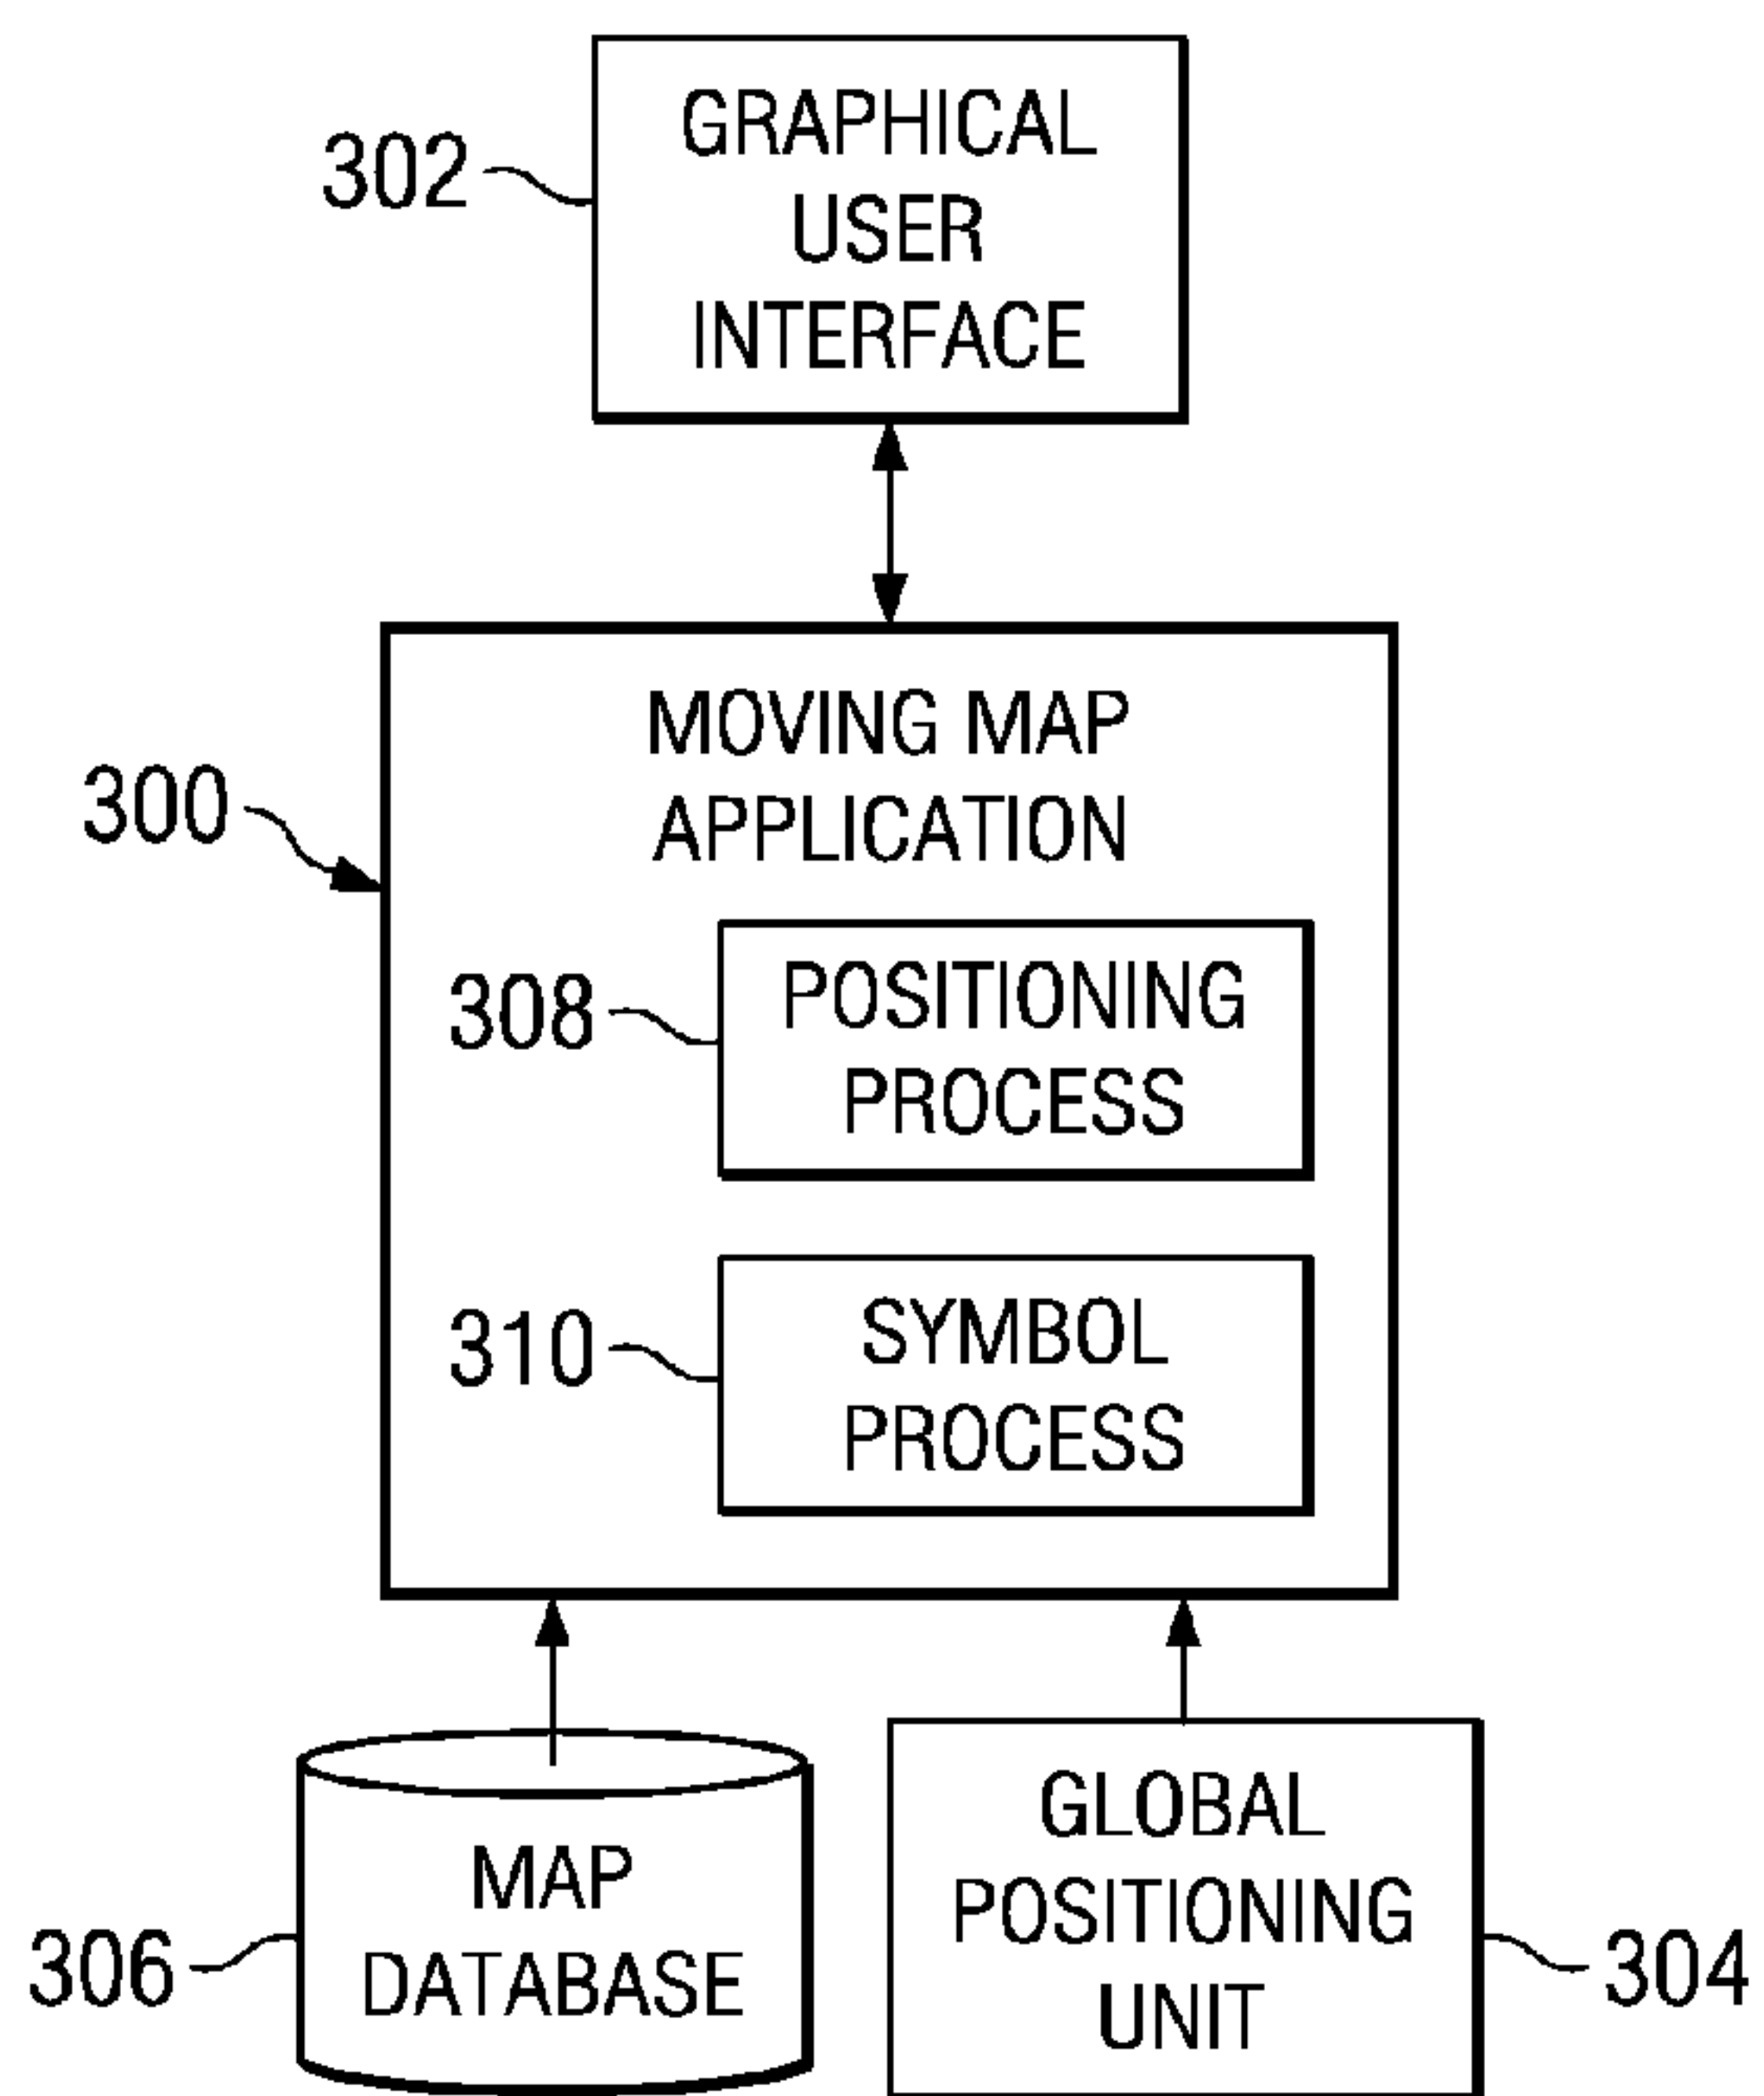 302
GRAPHICAL
USER
INTERFACE
300
MOVING MAP
APPLICATION
308
POSITIONING
PROCESS
310
SYMBOL
PROCESS
306
MAP
DATABASE
GLOBAL
POSITIONING
UNIT
304